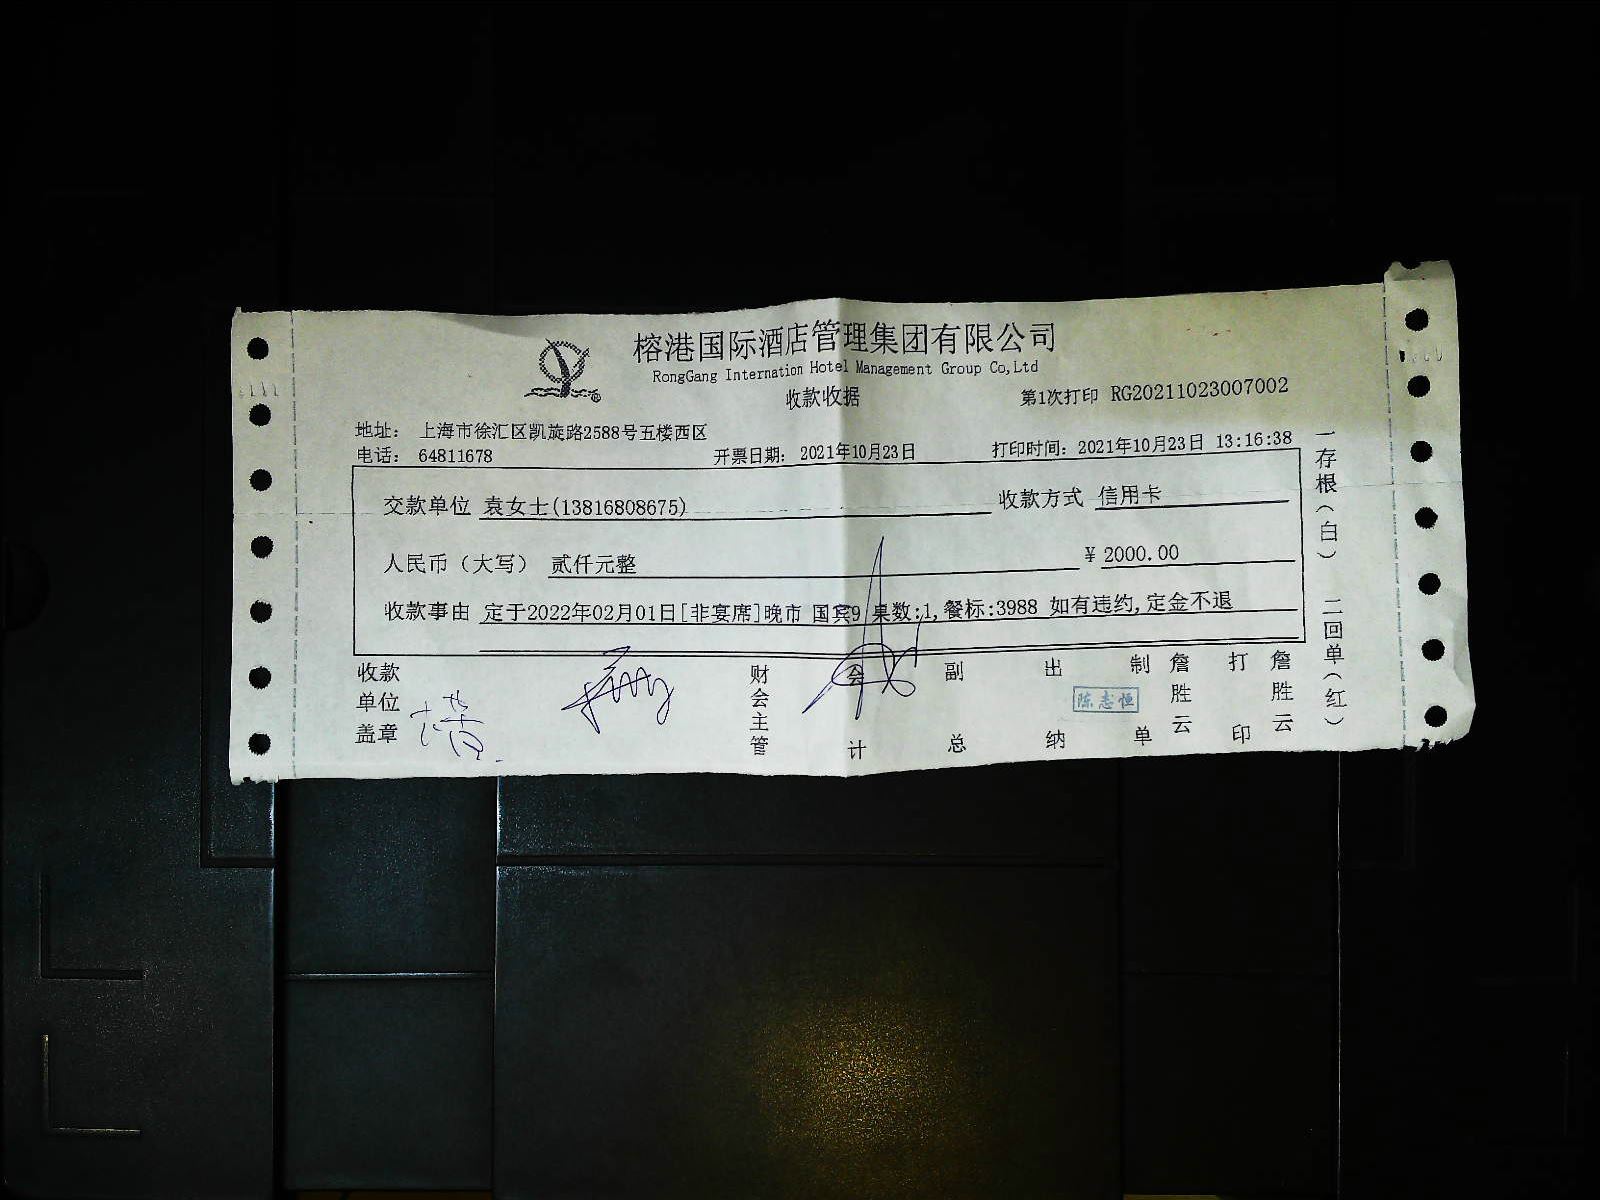 榕港国际酒店管理集团有限公司
RongGang Internation Hotel Management Group Co,Ltd
收款收据
第1次打印 RG20211023007002
地址： 上海市徐汇区凯旋路2588号五楼西区
电话： 64811678
开票日期： 2021年10月23日
打印时间：2021年10月23日 13:16:38
交款单位 袁女士(13816808675)
收款方式 信用卡
人民币（大写） 贰仟元整
¥ 2000.00
收款事由 定于2022年02月01日[非宴席]晚市 国宾9 桌数:1,餐标:3988 如有违约,定金不退
收款单位盖章
财会主管
会计
副总
出纳
陈志恒
制单
詹胜云
打印
詹胜云
一存根（白） 二回单（红）